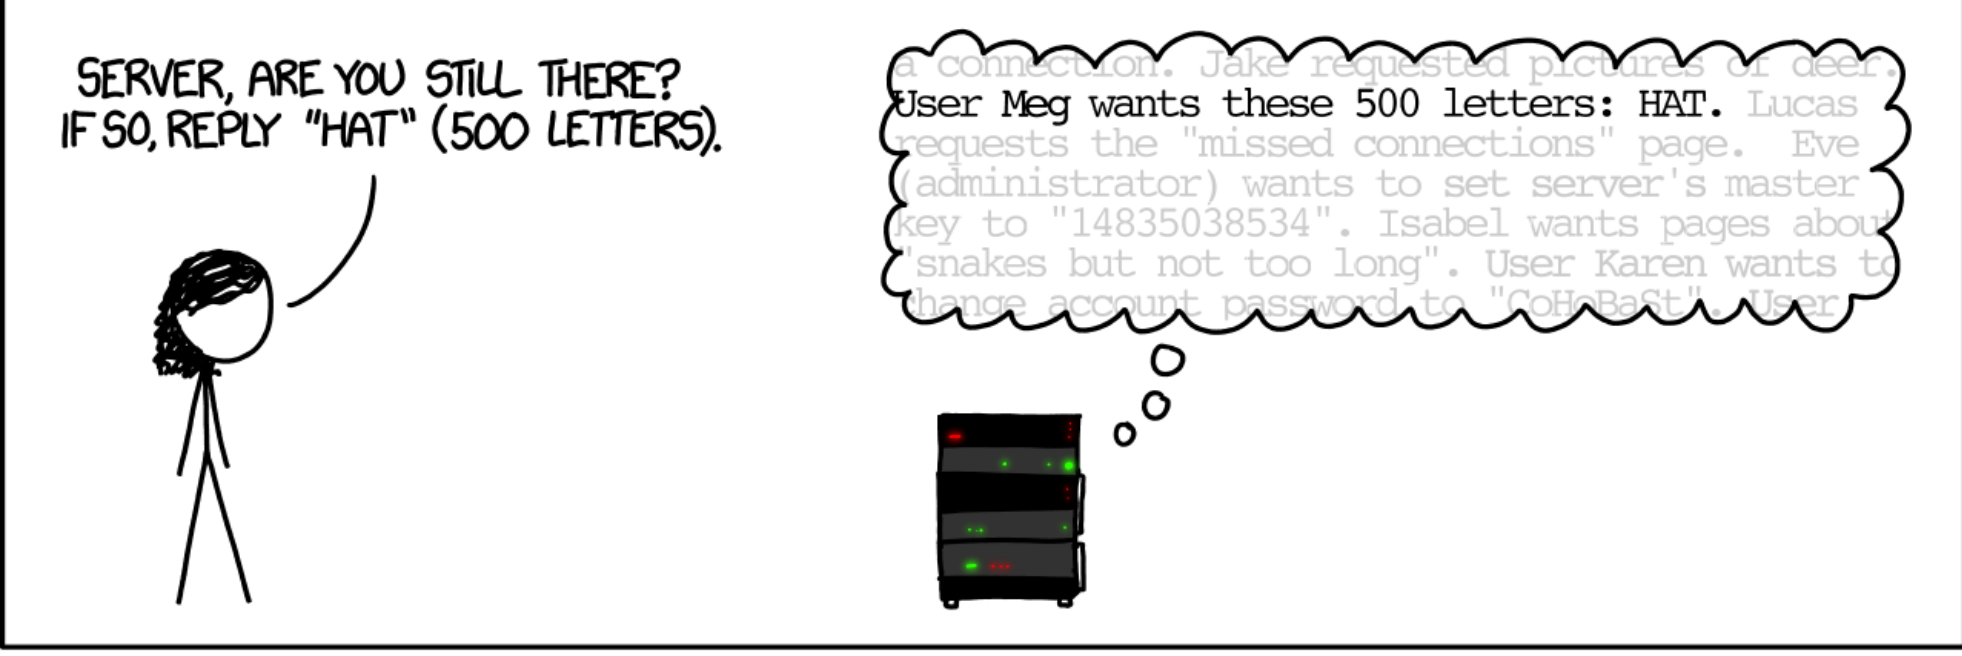 SERVER, ARE YOU STILL THERE?
IF SO, REPLY "HAT" (500 LETTERS).
a connection. Jake requested pictures of deer.
User Meg wants these 500 letters: HAT. Lucas
requests the "missed connections" page. Eve
(administrator) wants to set server's master
key to "14835038534". Isabel wants pages about
"snakes but not too long". User Karen wants to
change account password to "CoHoBaSt". User